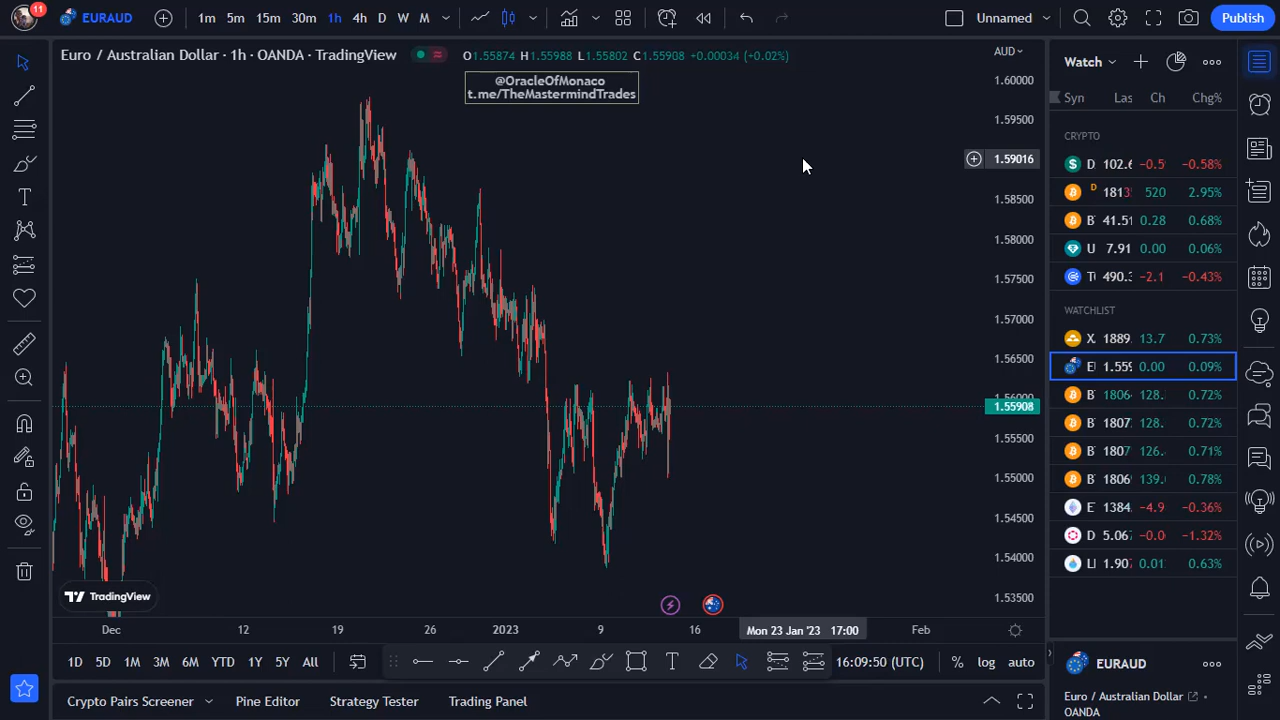 11
EURAUD
1m 5m 15m 30m 1h 4h D W M
Unnamed
Publish
Euro / Australian Dollar · 1h · OANDA · TradingView
O1.55874 H1.55988 L1.55802 C1.55908 +0.00034 (+0.02%)
@OracleOfMonaco
t.me/TheMastermindTrades
AUD
1.60000
1.59500
1.59016
1.58500
1.58000
1.57500
1.57000
1.56500
1.56000
1.55908
1.55500
1.55000
1.54500
1.54000
1.53500
TradingView
Dec 12 19 26 2023 9 16 Mon 23 Jan '23 17:00 Feb
1D 5D 1M 3M 6M YTD 1Y 5Y All
16:09:50 (UTC) % log auto
Crypto Pairs Screener Pine Editor Strategy Tester Trading Panel
Watch
Syn Las Ch Chg%
CRYPTO
D 102.6 −0.5 −0.58%
D 1813 520 2.95%
B 41.51 0.28 0.68%
U 7.91 0.00 0.06%
T 490.3 −2.1 −0.43%
WATCHLIST
X 1889. 13.7 0.73%
E 1.559 0.00 0.09%
B 1806 128. 0.72%
B 1807 128. 0.72%
B 1807 126. 0.71%
B 1806 139. 0.78%
E 1384. −4.9 −0.36%
D 5.067 −0.0 −1.32%
LI 1.907 0.01 0.63%
EURAUD
Euro / Australian Dollar
OANDA